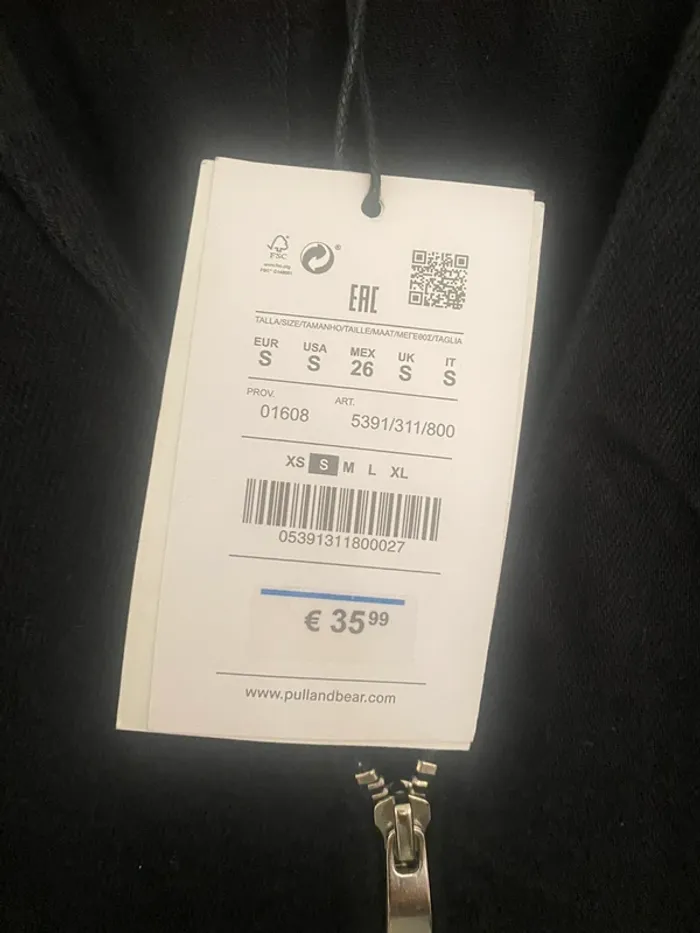 FSC
®
EAC
TALLA/SIZE/TAMANHO/TAILLE/MAAT/ΜΕΓΕΘΟΣ/TAGLIA
EUR USA MEX UK IT
S S 26 S S
PROV. ART.
01608 5391/311/800
XS S M L XL
05391311800027
€ 35 99
www.pullandbear.com